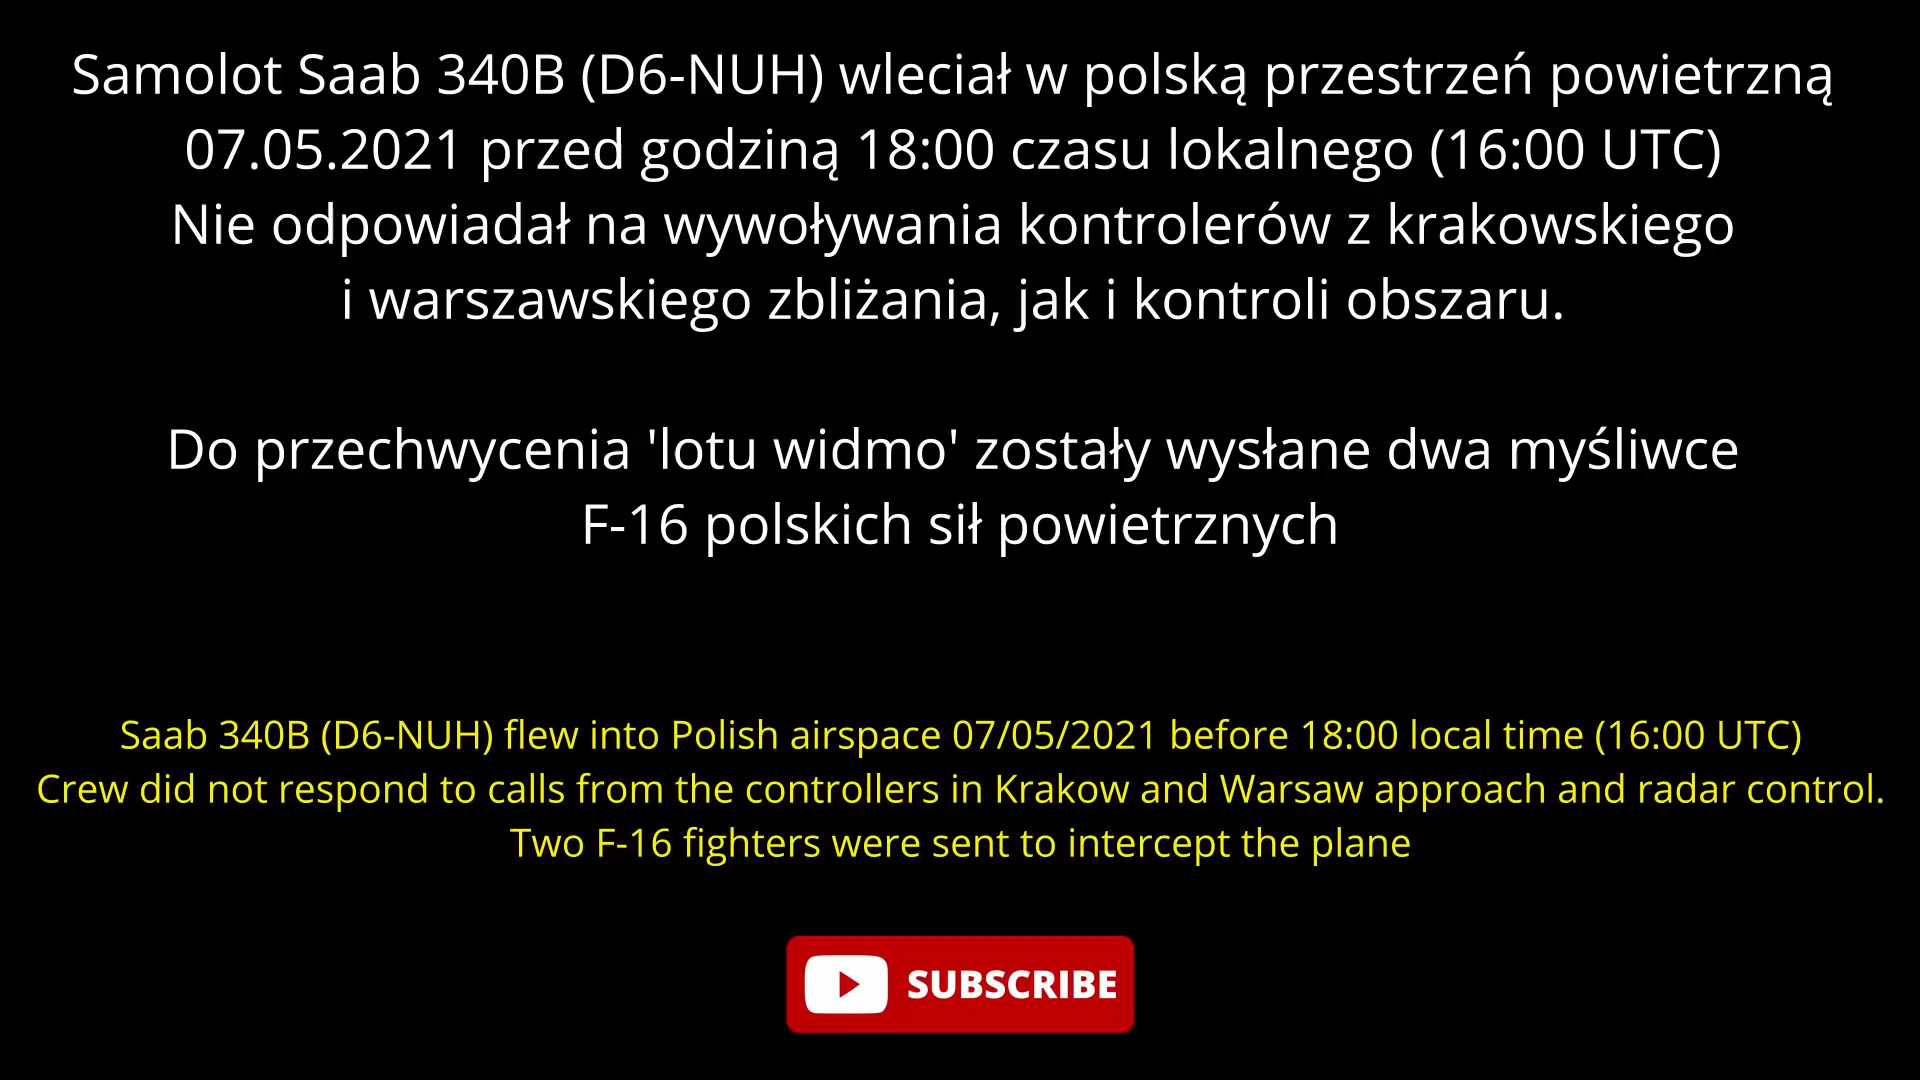 Samolot Saab 340B (D6-NUH) wleciał w polską przestrzeń powietrzną
07.05.2021 przed godziną 18:00 czasu lokalnego (16:00 UTC)
Nie odpowiadał na wywoływania kontrolerów z krakowskiego
i warszawskiego zbliżania, jak i kontroli obszaru.
Do przechwycenia 'lotu widmo' zostały wysłane dwa myśliwce
F-16 polskich sił powietrznych
Saab 340B (D6-NUH) flew into Polish airspace 07/05/2021 before 18:00 local time (16:00 UTC)
Crew did not respond to calls from the controllers in Krakow and Warsaw approach and radar control.
Two F-16 fighters were sent to intercept the plane
SUBSCRIBE